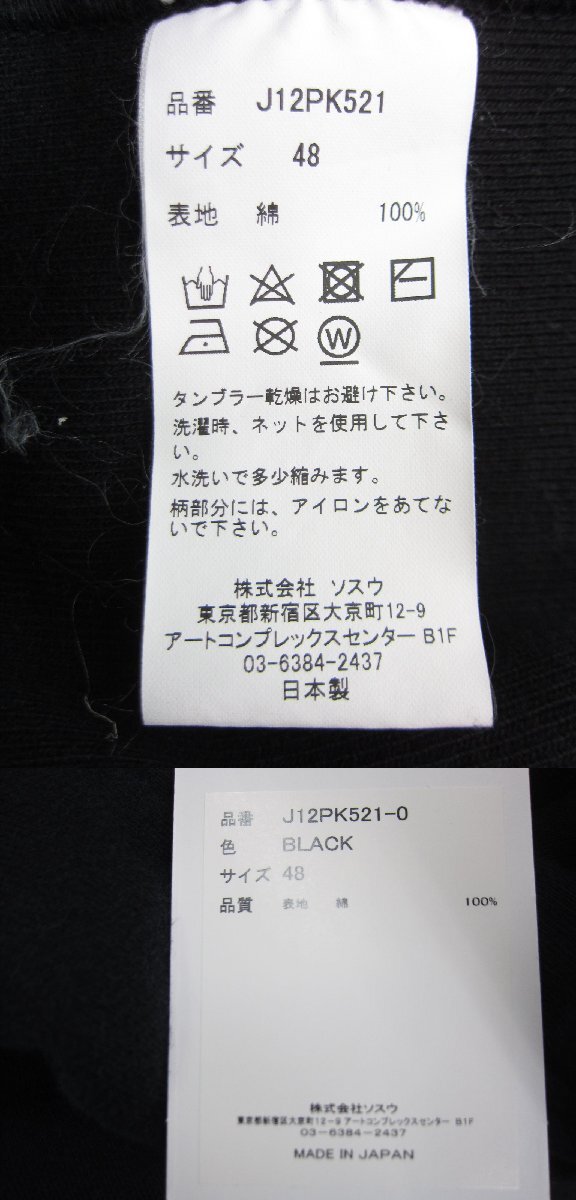 品番 J12PK521
サイズ 48
表地 綿 100%
W
タンブラー乾燥はお避け下さい。
洗濯時、ネットを使用して下さ
い。
水洗いで多少縮みます。
柄部分には、アイロンをあてな
いで下さい。
株式会社 ソスウ
東京都新宿区大京町12-9
アートコンプレックスセンター B1F
03-6384-2437
日本製
品番 J12PK521-0
色 BLACK
サイズ 48
品質 表地 綿 100%
株式会社ソスウ
東京都新宿区大京町12-9 アートコンプレックスセンター B1F
03-6384-2437
MADE IN JAPAN